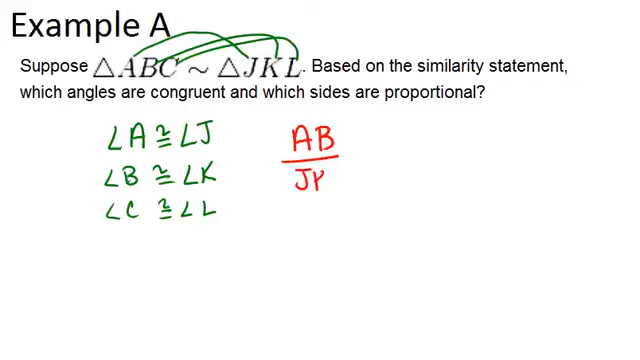 Example A
Suppose △ABC ~ △JKL. Based on the similarity statement,
which angles are congruent and which sides are proportional?
∠A ≅ ∠J
∠B ≅ ∠K
∠C ≅ ∠L
AB
J